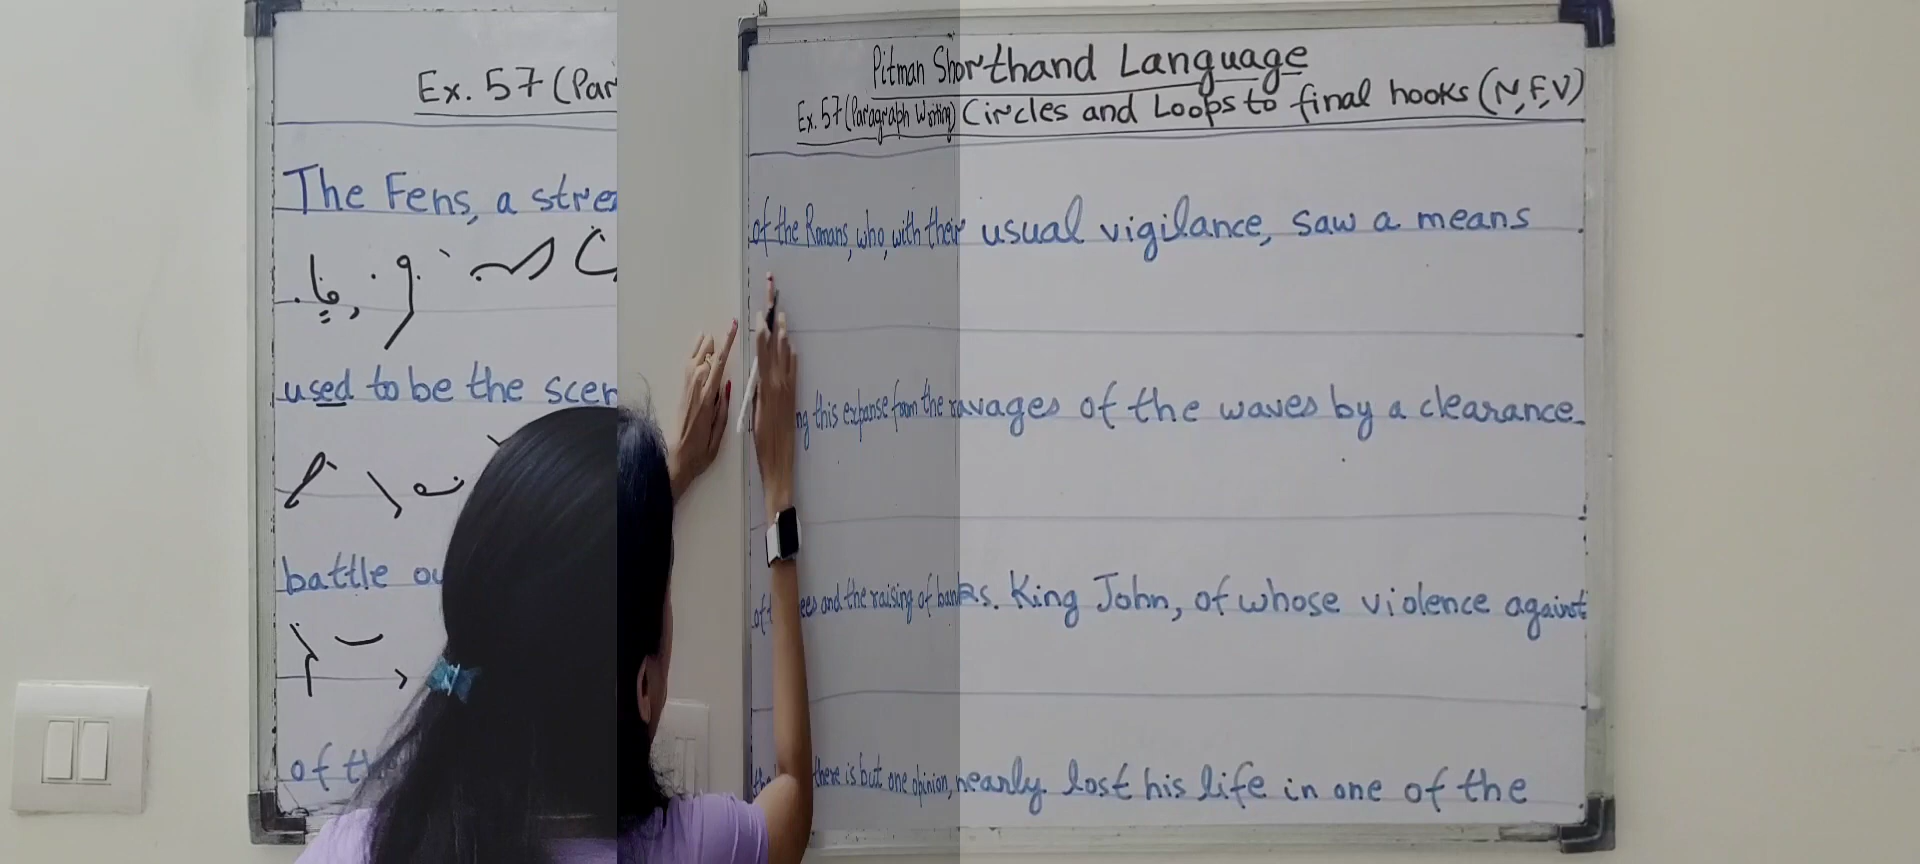 Ex. 57 (Par
The Fens, a stre
used to be the scen
battle ou
of th
Pitman Shorthand Language
Ex. 57 (Paragraph Writing) Circles and Loops to final hooks (N, F, V)
of the Romans, who, with their usual vigilance, saw a means
ng this expanse from the ravages of the waves by a clearance
of t ees and the raising of banks. King John, of whose violence against
there is but one opinion, nearly lost his life in one of the